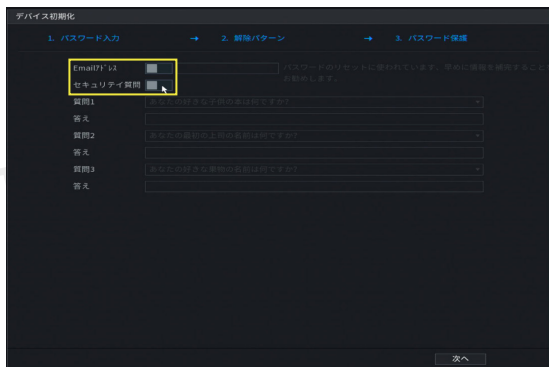 デバイス初期化
1. パスワード入力 → 2. 解除パターン → 3. パスワード保護
Emailアドレス
パスワードのリセットに使われています。早めに情報を補除すること
お勧めします。
セキュリテイ質問
質問1 あなたの好きな子供の本は何ですか?
答え
質問2 あなたの最初の上司の名前は何ですか?
答え
質問3 あなたの好きな果物の名前は何ですか?
答え
次へ